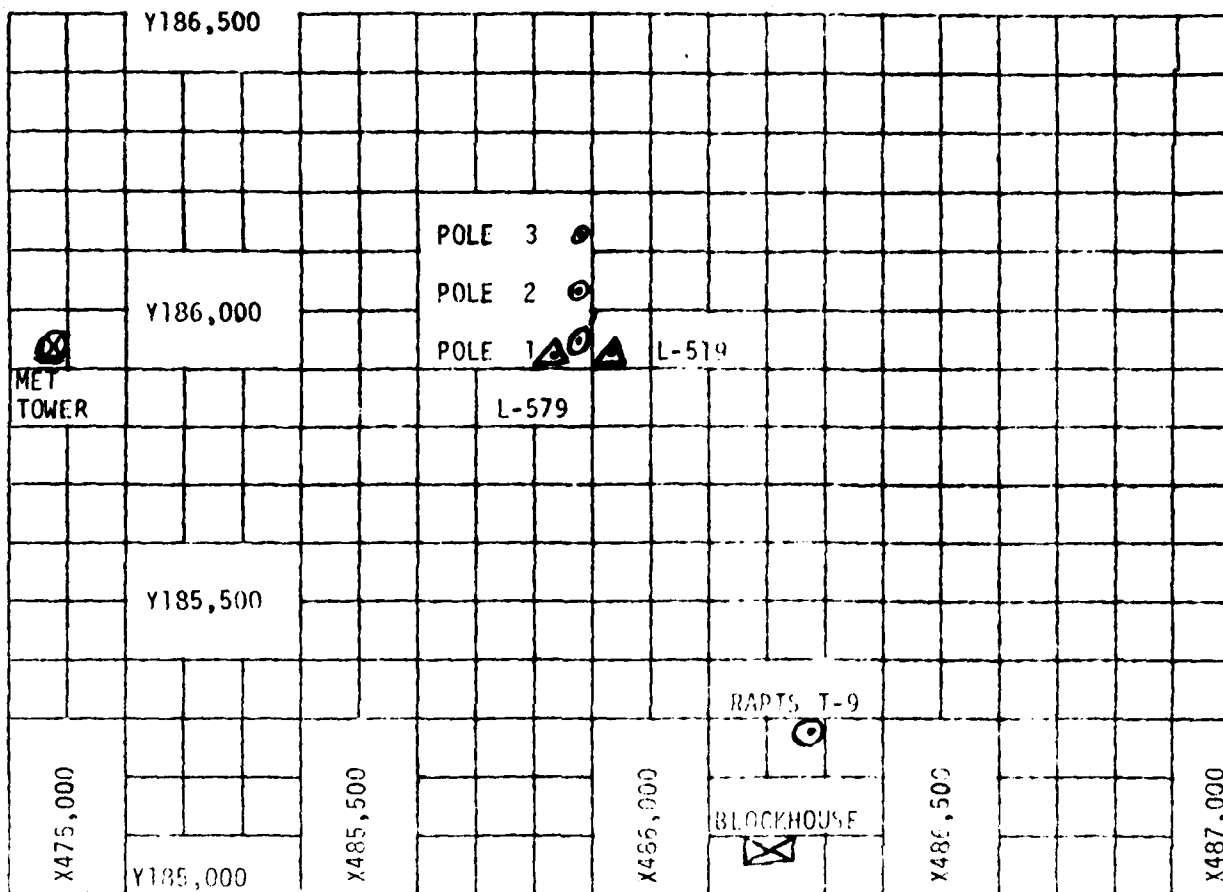 Y186,500
POLE 3
POLE 2
Y186,000
POLE 1
L-519
MET
TOWER
L-579
Y185,500
RAPTS T-9
X475,000
X485,500
X486,000
X486,500
X487,000
BLOCKHOUSE
Y185,000